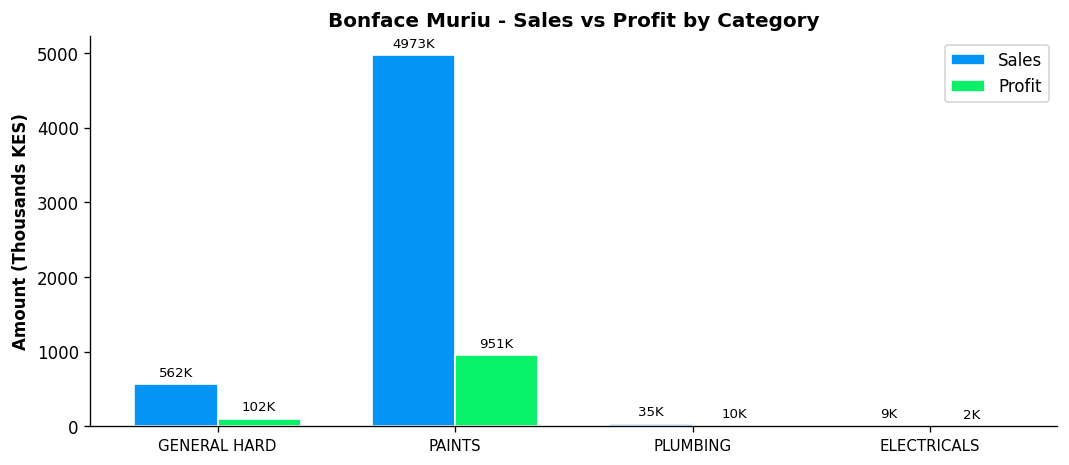 Bonface Muriu - Sales vs Profit by Category
Amount (Thousands KES)
5000
4000
3000
2000
1000
0
Sales
Profit
562K
102K
4973K
951K
35K
10K
9K
2K
GENERAL HARD
PAINTS
PLUMBING
ELECTRICALS